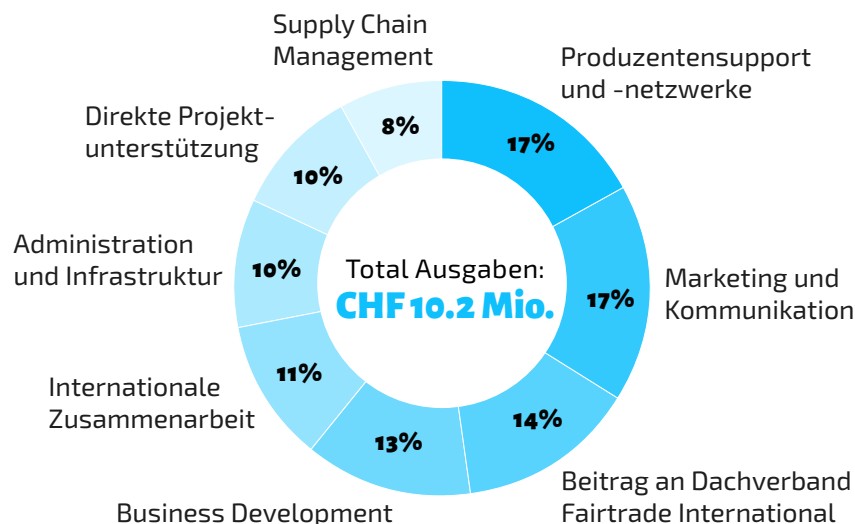 Supply Chain
Management
8%
Produzentensupport
und -netzwerke
17%
Marketing und
Kommunikation
17%
Beitrag an Dachverband
Fairtrade International
14%
Business Development
13%
Internationale
Zusammenarbeit
11%
Administration
und Infrastruktur
10%
Direkte Projekt-
unterstützung
10%
Total Ausgaben:
CHF 10.2 Mio.